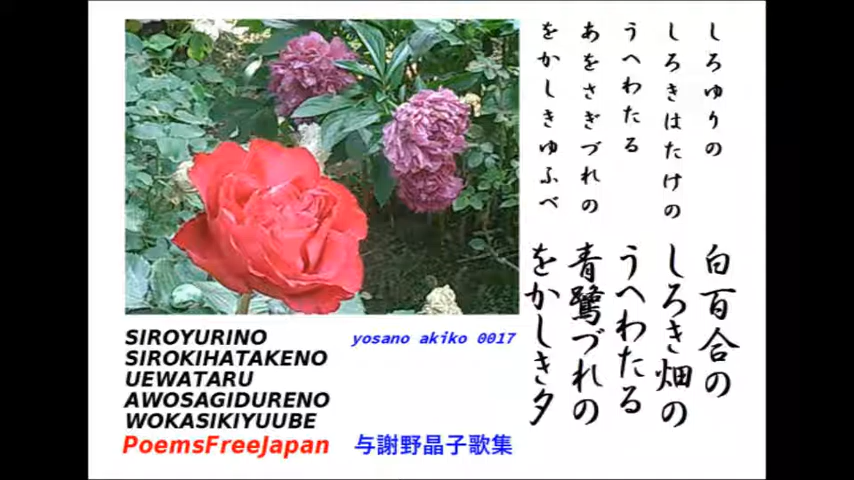 しろゆりの
しろきはたけの
うへわたる
あをさぎづれの
をかしきゆふべ
白百合の
しろき畑の
うへわたる
青鷺づれの
をかしき夕
SIROYURINO
SIROKIHATAKENO
UEWATARU
AWOSAGIDURENO
WOKASIKIYUUBE
yosano akiko 0017
PoemsFreeJapan
与謝野晶子歌集